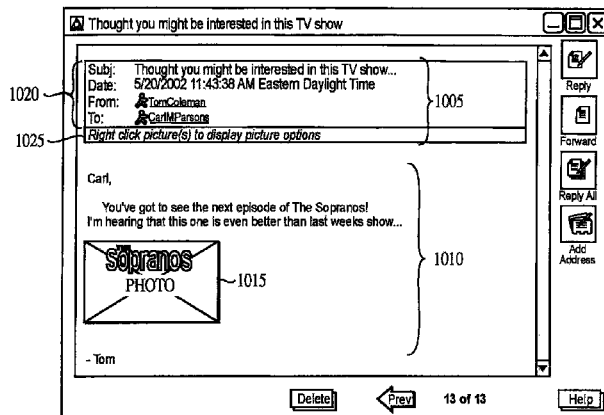 Thought you might be interested in this TV show
Subj: Thought you might be interested in this TV show...
Date: 5/20/2002 11:43:38 AM Eastern Daylight Time
From: TomColeman
To: CarlMParsons
Right click picture(s) to display picture options
1020
1025
1005
Reply
Forward
Reply All
Add
Address
Carl,
You've got to see the next episode of The Sopranos!
I'm hearing that this one is even better than last weeks show...
THE
Sopranos
PHOTO
1015
1010
- Tom
Delete
Prev
13 of 13
Help